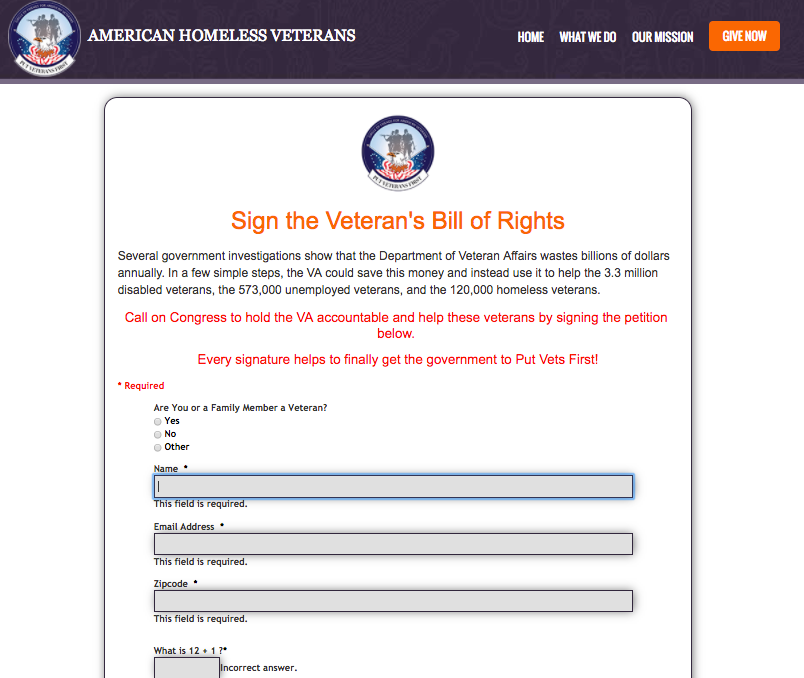 AMERICAN HOMELESS VETERANS
HOME WHAT WE DO OUR MISSION GIVE NOW
PUT VETERANS FIRST
PUT VETERANS FIRST
Sign the Veteran's Bill of Rights
Several government investigations show that the Department of Veteran Affairs wastes billions of dollars
annually. In a few simple steps, the VA could save this money and instead use it to help the 3.3 million
disabled veterans, the 573,000 unemployed veterans, and the 120,000 homeless veterans.
Call on Congress to hold the VA accountable and help these veterans by signing the petition
below.
Every signature helps to finally get the government to Put Vets First!
* Required
Are You or a Family Member a Veteran?
Yes
No
Other
Name *
This field is required.
Email Address *
This field is required.
Zipcode *
This field is required.
What is 12 + 1 ?*
Incorrect answer.